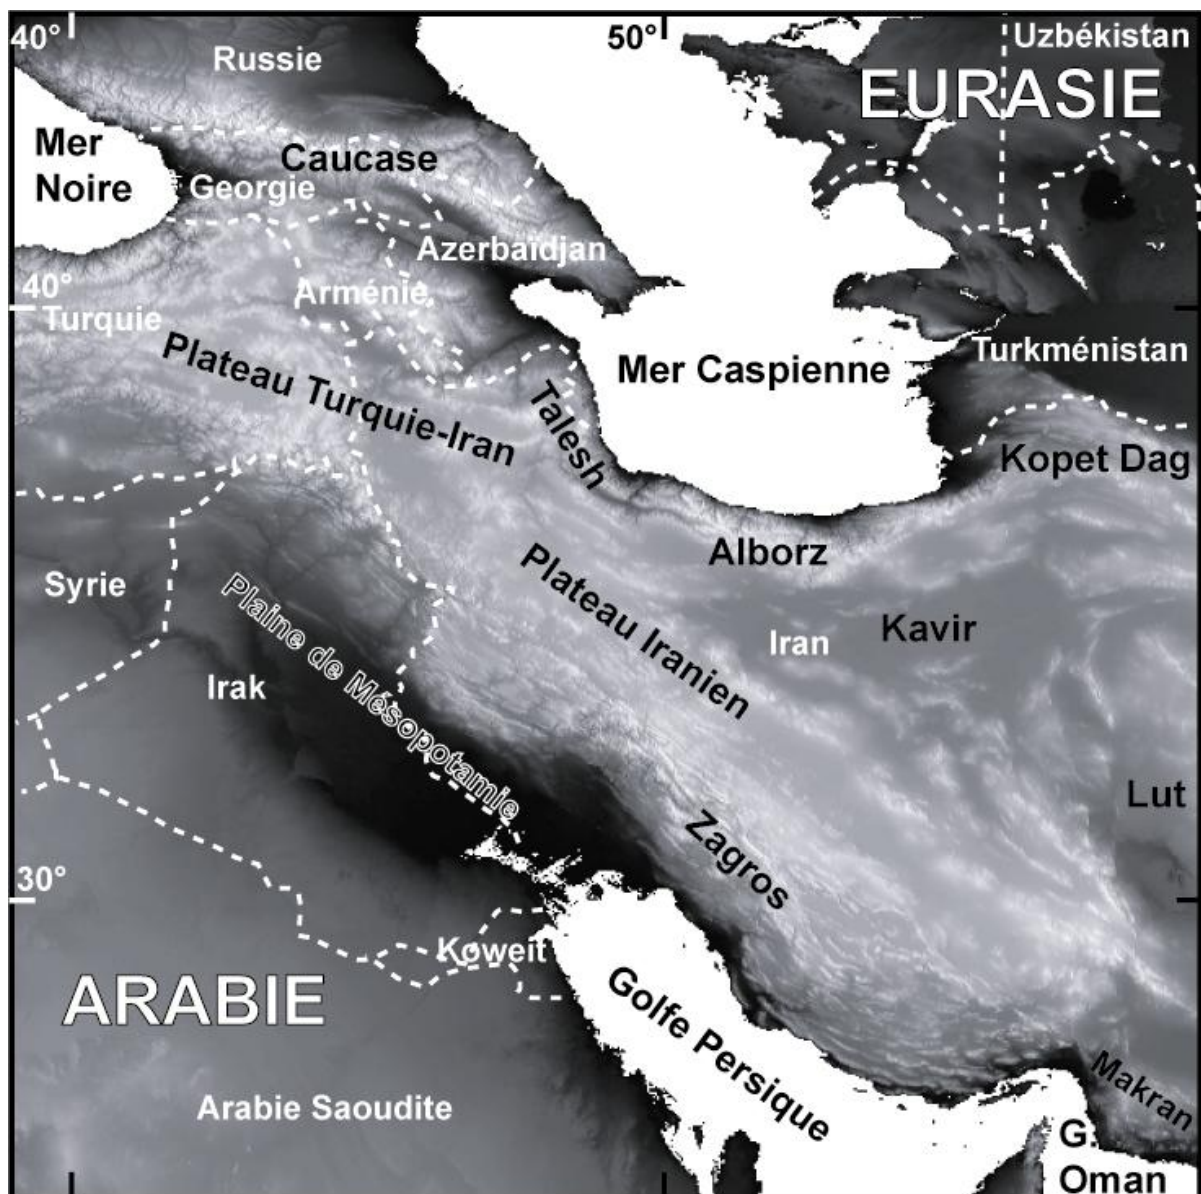 40°
50°
Uzbékistan
Russie
EURASIE
Mer
Noire
Caucase
Georgie
Azerbaïdjan
40°
Arménie
Turquie
Plateau Turquie-Iran
Talesh
Mer Caspienne
Turkménistan
Kopet Dag
Alborz
Syrie
Plateau Iranien
Iran
Kavir
Plaine de Mésopotamie
Irak
Lut
Zagros
30°
Koweit
ARABIE
Golfe Persique
Makran
Arabie Saoudite
G.
Oman